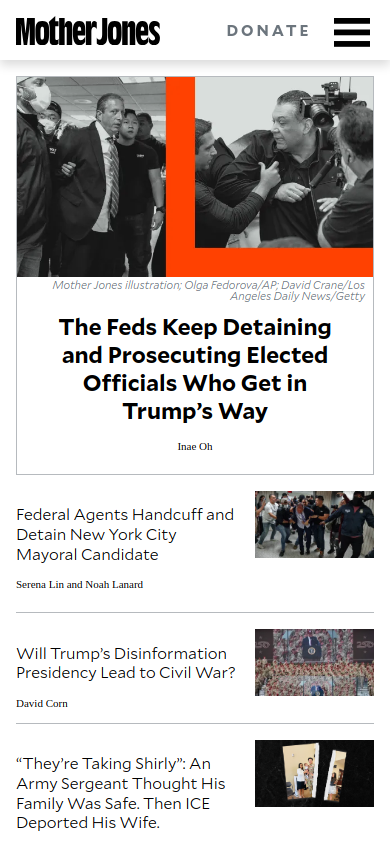 Mother Jones
DONATE
Mother Jones illustration; Olga Fedorova/AP; David Crane/Los
Angeles Daily News/Getty
The Feds Keep Detaining
and Prosecuting Elected
Officials Who Get in
Trump’s Way
Inae Oh
Federal Agents Handcuff and
Detain New York City
Mayoral Candidate
Serena Lin and Noah Lanard
Will Trump’s Disinformation
Presidency Lead to Civil War?
David Corn
“They’re Taking Shirly”: An
Army Sergeant Thought His
Family Was Safe. Then ICE
Deported His Wife.